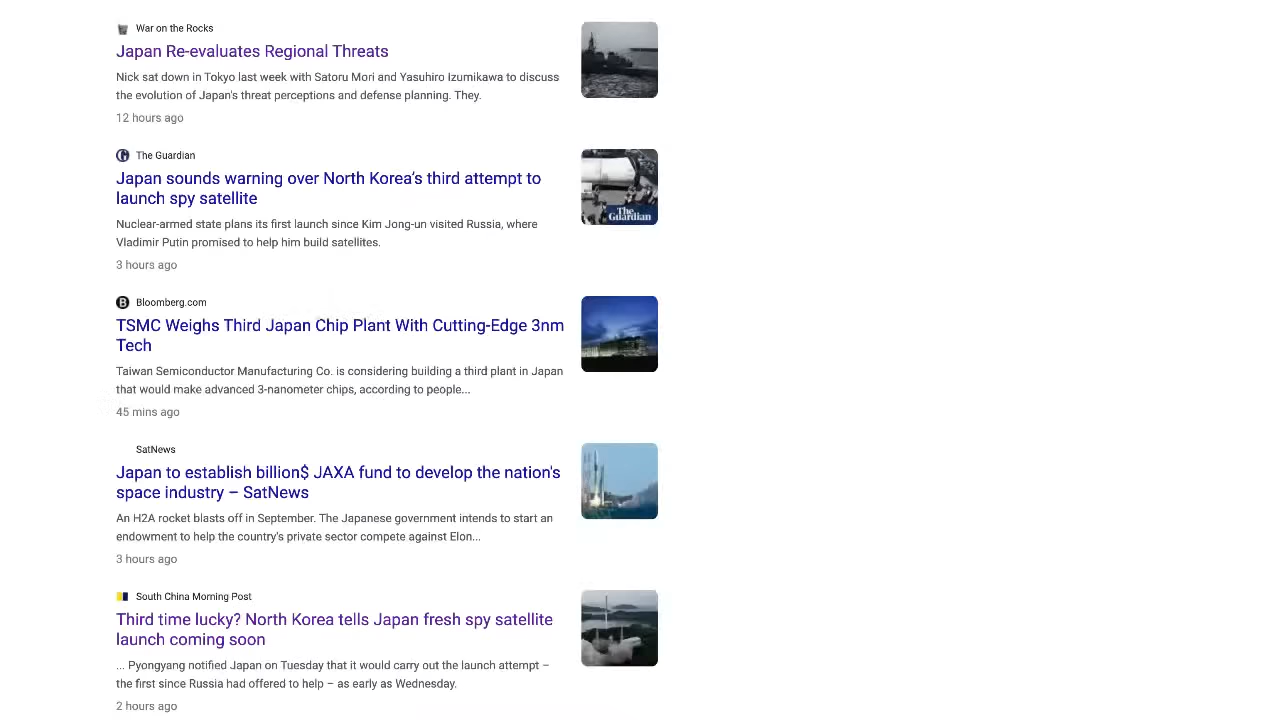 War on the Rocks
Japan Re-evaluates Regional Threats
Nick sat down in Tokyo last week with Satoru Mori and Yasuhiro Izumikawa to discuss
the evolution of Japan's threat perceptions and defense planning. They.
12 hours ago
The Guardian
Japan sounds warning over North Korea's third attempt to
launch spy satellite
Nuclear-armed state plans its first launch since Kim Jong-un visited Russia, where
Vladimir Putin promised to help him build satellites.
The
Guardian
3 hours ago
Bloomberg.com
TSMC Weighs Third Japan Chip Plant With Cutting-Edge 3nm
Tech
Taiwan Semiconductor Manufacturing Co. is considering building a third plant in Japan
that would make advanced 3-nanometer chips, according to people...
45 mins ago
SatNews
Japan to establish billion$ JAXA fund to develop the nation's
space industry – SatNews
An H2A rocket blasts off in September. The Japanese government intends to start an
endowment to help the country's private sector compete against Elon...
3 hours ago
South China Morning Post
Third time lucky? North Korea tells Japan fresh spy satellite
launch coming soon
... Pyongyang notified Japan on Tuesday that it would carry out the launch attempt –
the first since Russia had offered to help – as early as Wednesday.
2 hours ago